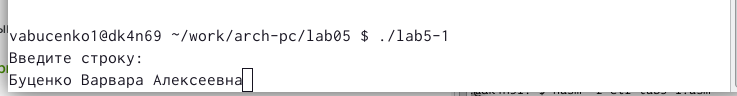 vabucenko1@dk4n69 ~/work/arch-pc/lab05 $ ./lab5-1
Введите строку:
Буценко Варвара Алексеевна